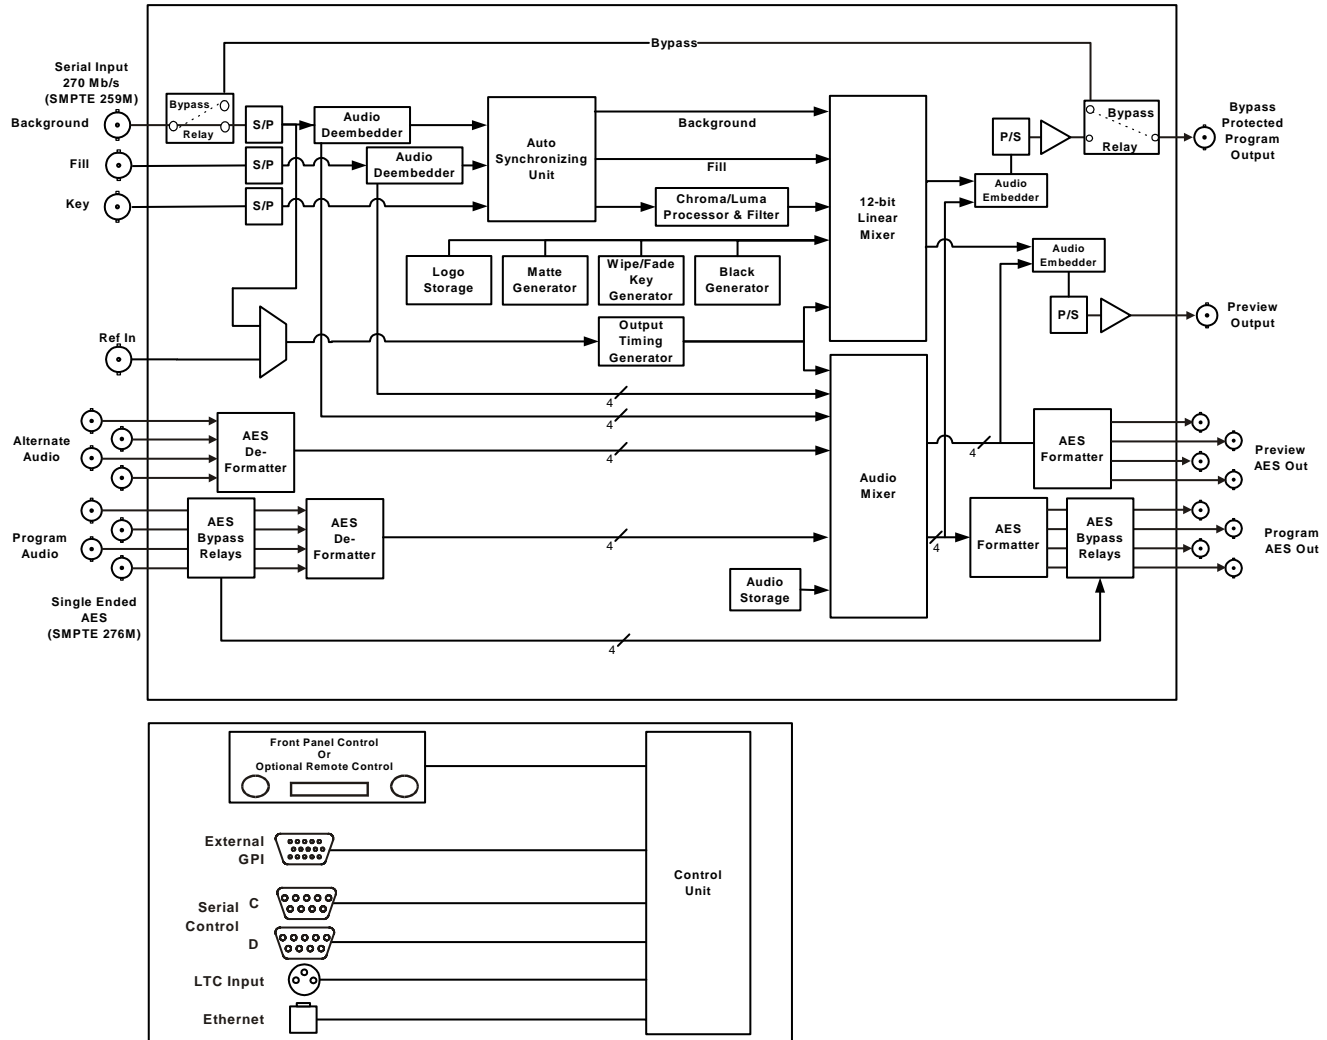 Bypass
Serial Input
270 Mb/s
(SMPTE 259M)
Background
Bypass
Relay
S/P
Audio
Deembedder
Auto
Synchronizing
Unit
Background
12-bit
Linear
Mixer
P/S
Bypass
Relay
Bypass
Protected
Program
Output
Fill
S/P
Audio
Deembedder
Fill
Audio
Embedder
Key
S/P
Chroma/Luma
Processor & Filter
Logo
Storage
Matte
Generator
Wipe/Fade
Key
Generator
Black
Generator
Audio
Embedder
P/S
Preview
Output
Ref In
Output
Timing
Generator
4
4
Alternate
Audio
AES
De-
Formatter
4
Audio
Mixer
4
AES
Formatter
Preview
AES Out
Program
Audio
AES
Bypass
Relays
AES
De-
Formatter
4
4
AES
Formatter
AES
Bypass
Relays
Program
AES Out
Audio
Storage
Single Ended
AES
(SMPTE 276M)
4
Front Panel Control
Or
Optional Remote Control
External
GPI
Control
Unit
Serial
Control
C
D
LTC Input
Ethernet